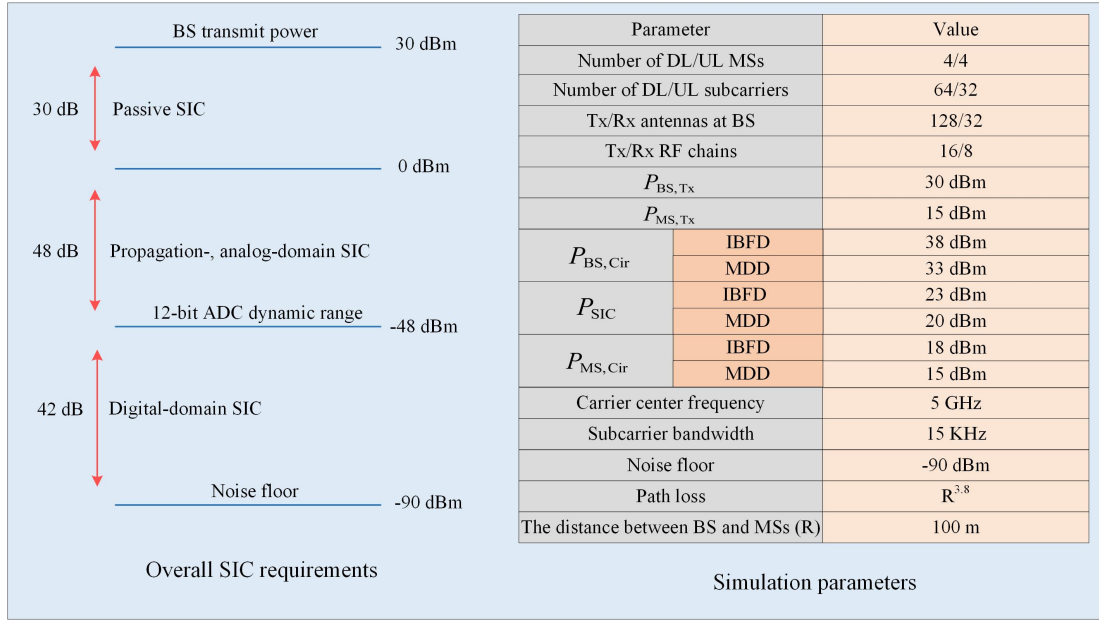 BS transmit power
30 dBm
30 dB
Passive SIC
0 dBm
48 dB
Propagation-, analog-domain SIC
12-bit ADC dynamic range
-48 dBm
42 dB
Digital-domain SIC
Noise floor
-90 dBm
Overall SIC requirements
Parameter Value
Number of DL/UL MSs 4/4
Number of DL/UL subcarriers 64/32
Tx/Rx antennas at BS 128/32
Tx/Rx RF chains 16/8
P_BS,Tx 30 dBm
P_MS,Tx 15 dBm
P_BS,Cir IBFD 38 dBm
MDD 33 dBm
P_SIC IBFD 23 dBm
MDD 20 dBm
P_MS,Cir IBFD 18 dBm
MDD 15 dBm
Carrier center frequency 5 GHz
Subcarrier bandwidth 15 KHz
Noise floor -90 dBm
Path loss R^3.8
The distance between BS and MSs (R) 100 m
Simulation parameters